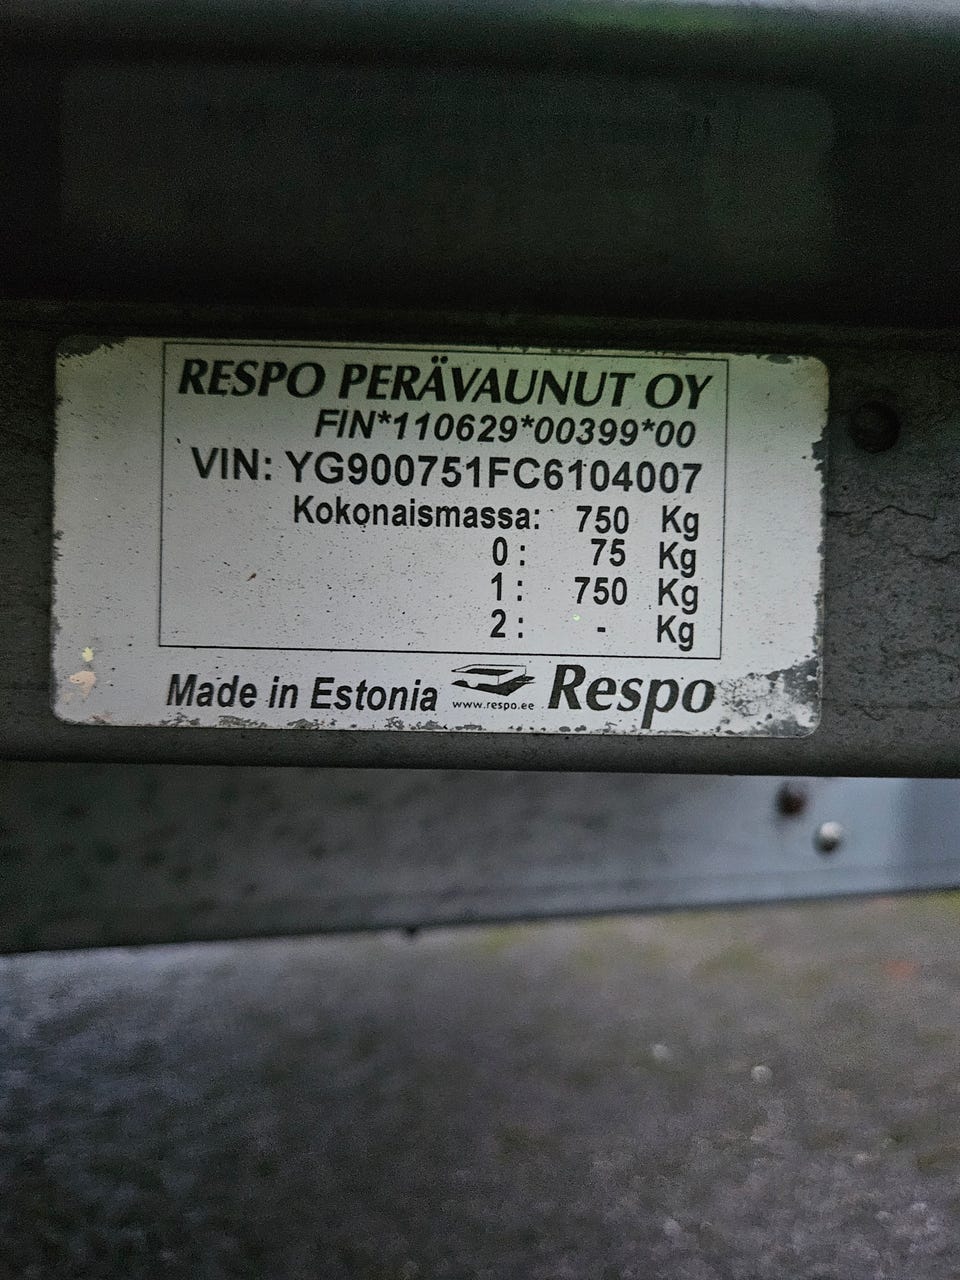 RESPO PERÄVAUNUT OY
FIN*110629*00399*00
VIN: YG900751FC6104007
Kokonaismassa: 750 Kg
0: 75 Kg
1: 750 Kg
2: - Kg
Made in Estonia www.respo.ee Respo